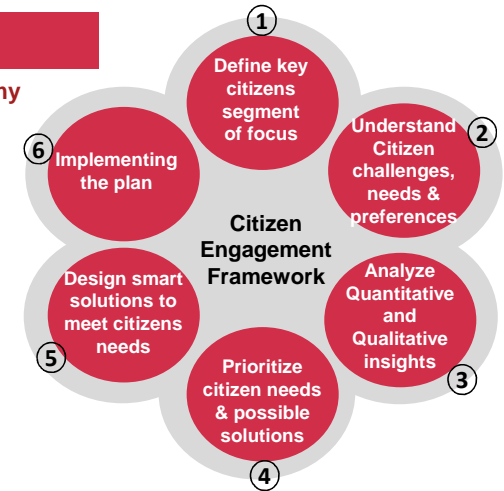 ny
1
Define key
citizens
segment
of focus
2
Understand
Citizen
challenges,
needs &
preferences
3
Analyze
Quantitative
and
Qualitative
insights
4
Prioritize
citizen needs
& possible
solutions
5
Design smart
solutions to
meet citizens
needs
6
Implementing
the plan
Citizen
Engagement
Framework